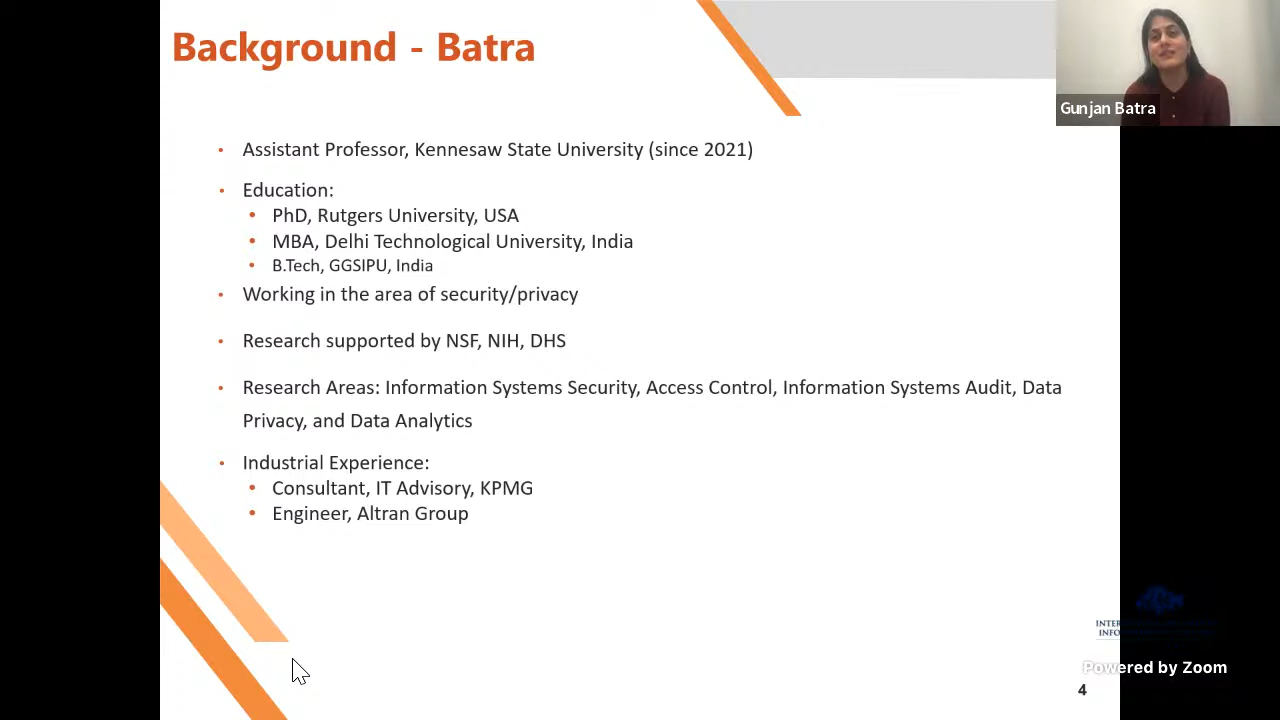 Background - Batra
Gunjan Batra
• Assistant Professor, Kennesaw State University (since 2021)
• Education:
• PhD, Rutgers University, USA
• MBA, Delhi Technological University, India
• B.Tech, GGSIPU, India
• Working in the area of security/privacy
• Research supported by NSF, NIH, DHS
• Research Areas: Information Systems Security, Access Control, Information Systems Audit, Data
Privacy, and Data Analytics
• Industrial Experience:
• Consultant, IT Advisory, KPMG
• Engineer, Altran Group
Powered by Zoom
4